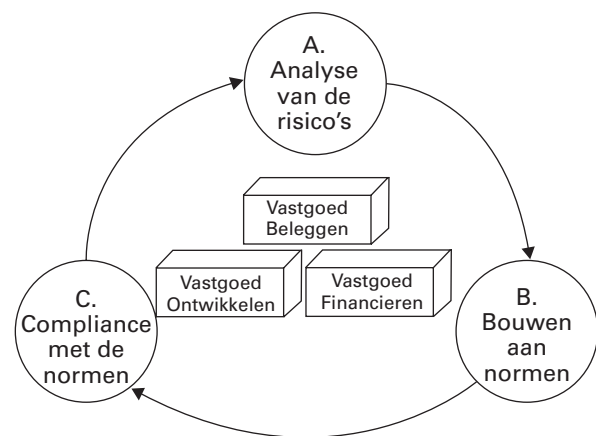 A.
Analyse
van de
risico's
Vastgoed
Beleggen
Vastgoed
Ontwikkelen
Vastgoed
Financieren
C.
Compliance
met de
normen
B.
Bouwen
aan
normen